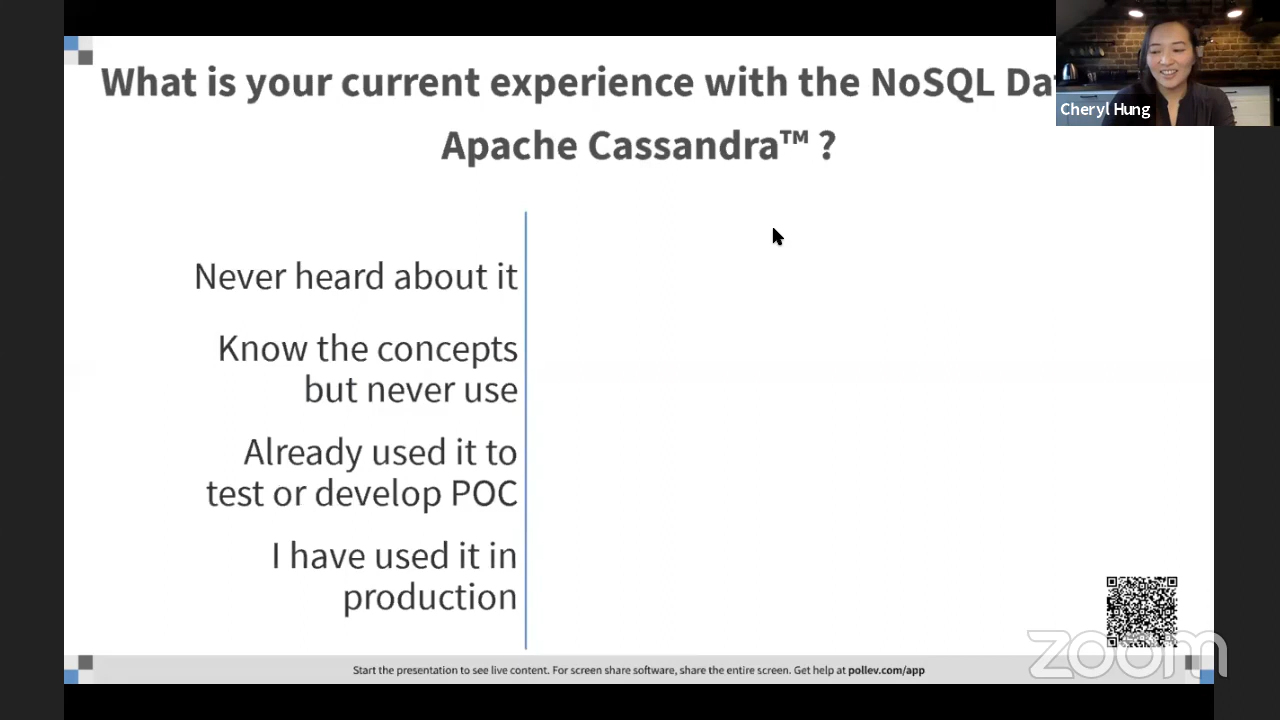 What is your current experience with the NoSQL Da
Cheryl Hung
Apache Cassandra™ ?
Never heard about it
Know the concepts
but never use
Already used it to
test or develop POC
I have used it in
production
zoom
Start the presentation to see live content. For screen share software, share the entire screen. Get help at pollev.com/app